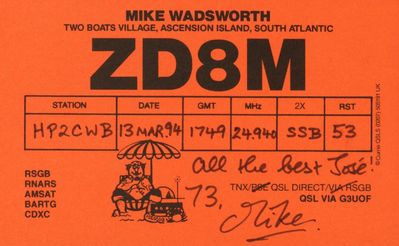 MIKE WADSWORTH
TWO BOATS VILLAGE, ASCENSION ISLAND, SOUTH ATLANTIC
ZD8M
STATION DATE GMT MHz 2X RST
HP2CWB 13 MAR.94 1749 24.940 SSB 53
All the best José!
RSGB
RNARS
AMSAT
BARTG
CDXC
73,
TNX/PSE QSL DIRECT/VIA RSGB
QSL VIA G3UOF
Mike.